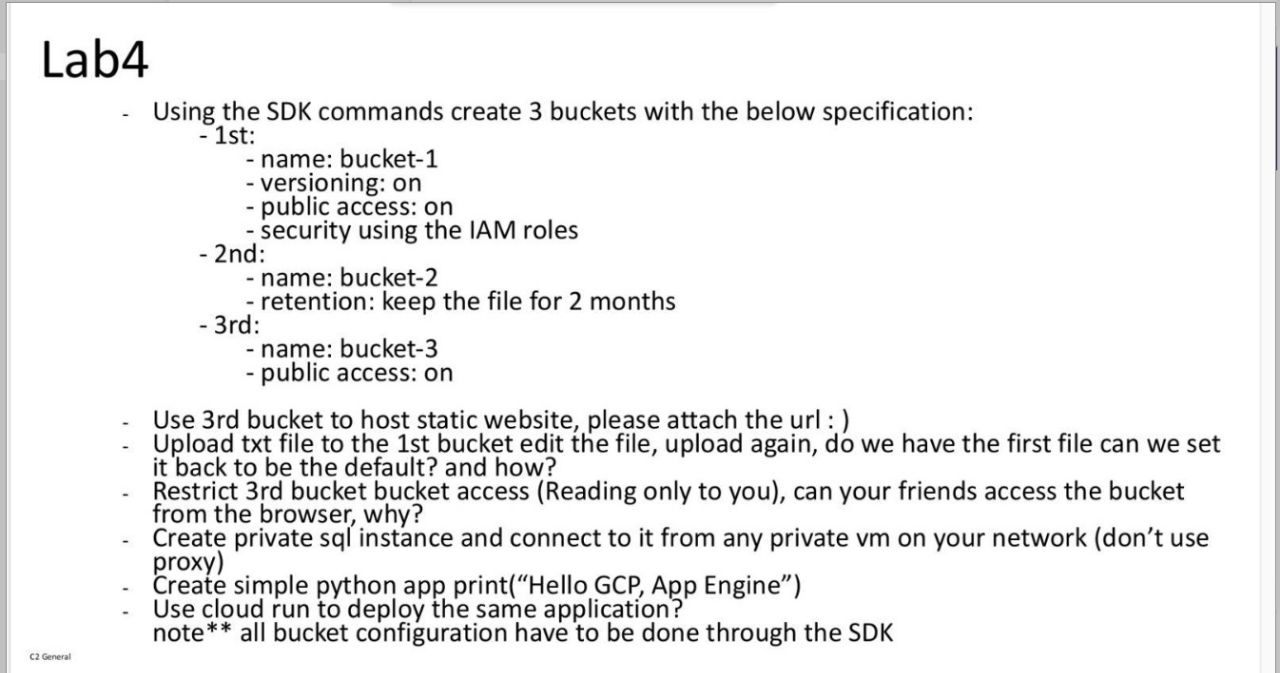 Lab4
- Using the SDK commands create 3 buckets with the below specification:
- 1st:
- name: bucket-1
- versioning: on
- public access: on
- security using the IAM roles
- 2nd:
- name: bucket-2
- retention: keep the file for 2 months
- 3rd:
- name: bucket-3
- public access: on
- Use 3rd bucket to host static website, please attach the url : )
- Upload txt file to the 1st bucket edit the file, upload again, do we have the first file can we set
it back to be the default? and how?
- Restrict 3rd bucket bucket access (Reading only to you), can your friends access the bucket
from the browser, why?
- Create private sql instance and connect to it from any private vm on your network (don’t use
proxy)
- Create simple python app print(“Hello GCP, App Engine”)
- Use cloud run to deploy the same application?
note** all bucket configuration have to be done through the SDK
C2 General